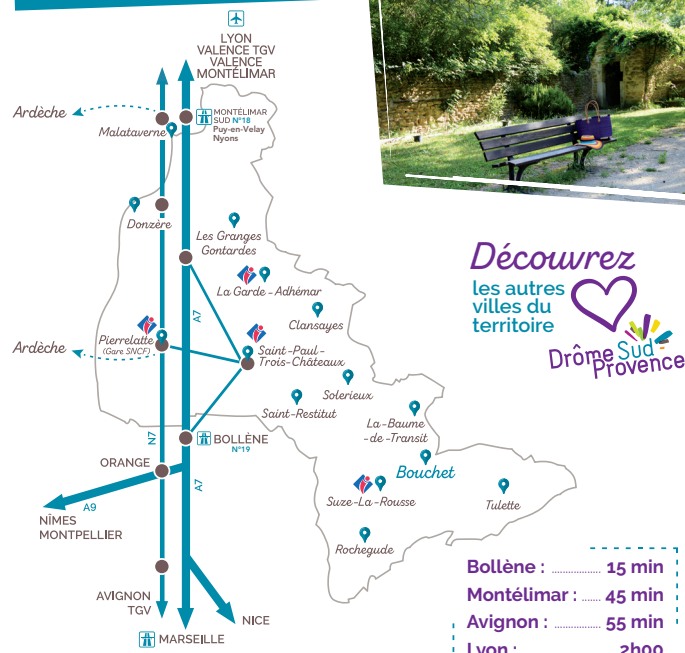 LYON
VALENCE TGV
VALENCE
MONTÉLIMAR
Ardèche
MONTÉLIMAR
SUD N°18
Puy-en-Velay
Nyons
Malataverne
Donzère
Les Granges
Gontardes
La Garde-Adhémar
A7
Clansayes
Pierrelatte
(Gare SNCF)
Ardèche
Saint-Paul-
Trois-Châteaux
Solerieux
Saint-Restitut
La-Baume
-de-Transit
N7
BOLLÈNE
N°19
Bouchet
ORANGE
A7
Suze-La-Rousse
Tulette
A9
NÎMES
MONTPELLIER
Rochegude
AVIGNON
TGV
NICE
MARSEILLE
Découvrez
les autres
villes du
territoire
Drôme Sud-
Provence
Bollène : .................. 15 min
Montélimar : ...... 45 min
Avignon : ................ 55 min
Lyon : 2h00